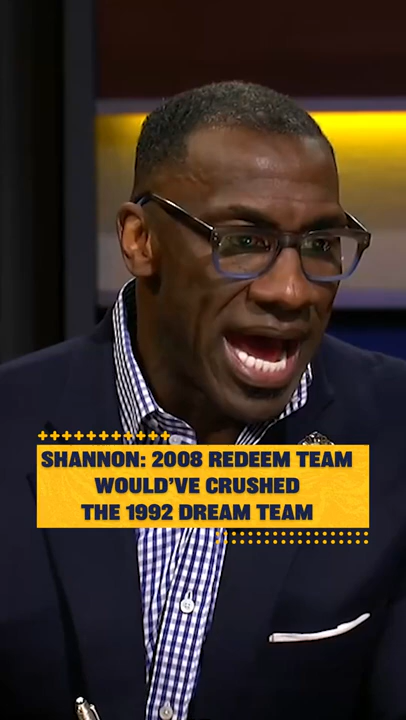 SHANNON: 2008 REDEEM TEAM
WOULD'VE CRUSHED
THE 1992 DREAM TEAM